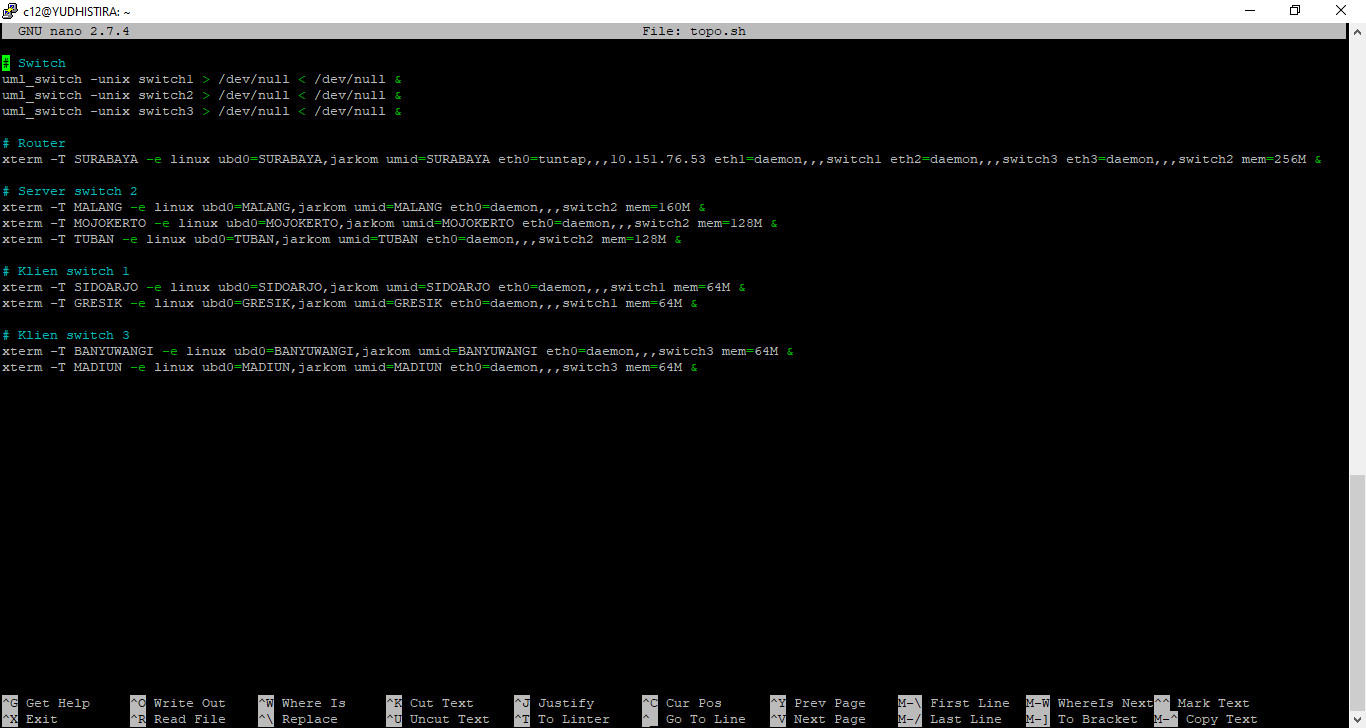 c12@YUDHISTIRA: ~
GNU nano 2.7.4 File: topo.sh
# Switch
uml_switch -unix switch1 > /dev/null < /dev/null &
uml_switch -unix switch2 > /dev/null < /dev/null &
uml_switch -unix switch3 > /dev/null < /dev/null &
# Router
xterm -T SURABAYA -e linux ubd0=SURABAYA,jarkom umid=SURABAYA eth0=tuntap,,,10.151.76.53 eth1=daemon,,,switch1 eth2=daemon,,,switch3 eth3=daemon,,,switch2 mem=256M &
# Server switch 2
xterm -T MALANG -e linux ubd0=MALANG,jarkom umid=MALANG eth0=daemon,,,switch2 mem=160M &
xterm -T MOJOKERTO -e linux ubd0=MOJOKERTO,jarkom umid=MOJOKERTO eth0=daemon,,,switch2 mem=128M &
xterm -T TUBAN -e linux ubd0=TUBAN,jarkom umid=TUBAN eth0=daemon,,,switch2 mem=128M &
# Klien switch 1
xterm -T SIDOARJO -e linux ubd0=SIDOARJO,jarkom umid=SIDOARJO eth0=daemon,,,switch1 mem=64M &
xterm -T GRESIK -e linux ubd0=GRESIK,jarkom umid=GRESIK eth0=daemon,,,switch1 mem=64M &
# Klien switch 3
xterm -T BANYUWANGI -e linux ubd0=BANYUWANGI,jarkom umid=BANYUWANGI eth0=daemon,,,switch3 mem=64M &
xterm -T MADIUN -e linux ubd0=MADIUN,jarkom umid=MADIUN eth0=daemon,,,switch3 mem=64M &
^G Get Help ^O Write Out ^W Where Is ^K Cut Text ^J Justify ^C Cur Pos ^Y Prev Page M-\ First Line M-W WhereIs Next ^^ Mark Text
^X Exit ^R Read File ^\ Replace ^U Uncut Text ^T To Linter ^_ Go To Line ^V Next Page M-/ Last Line M-] To Bracket M-^ Copy Text